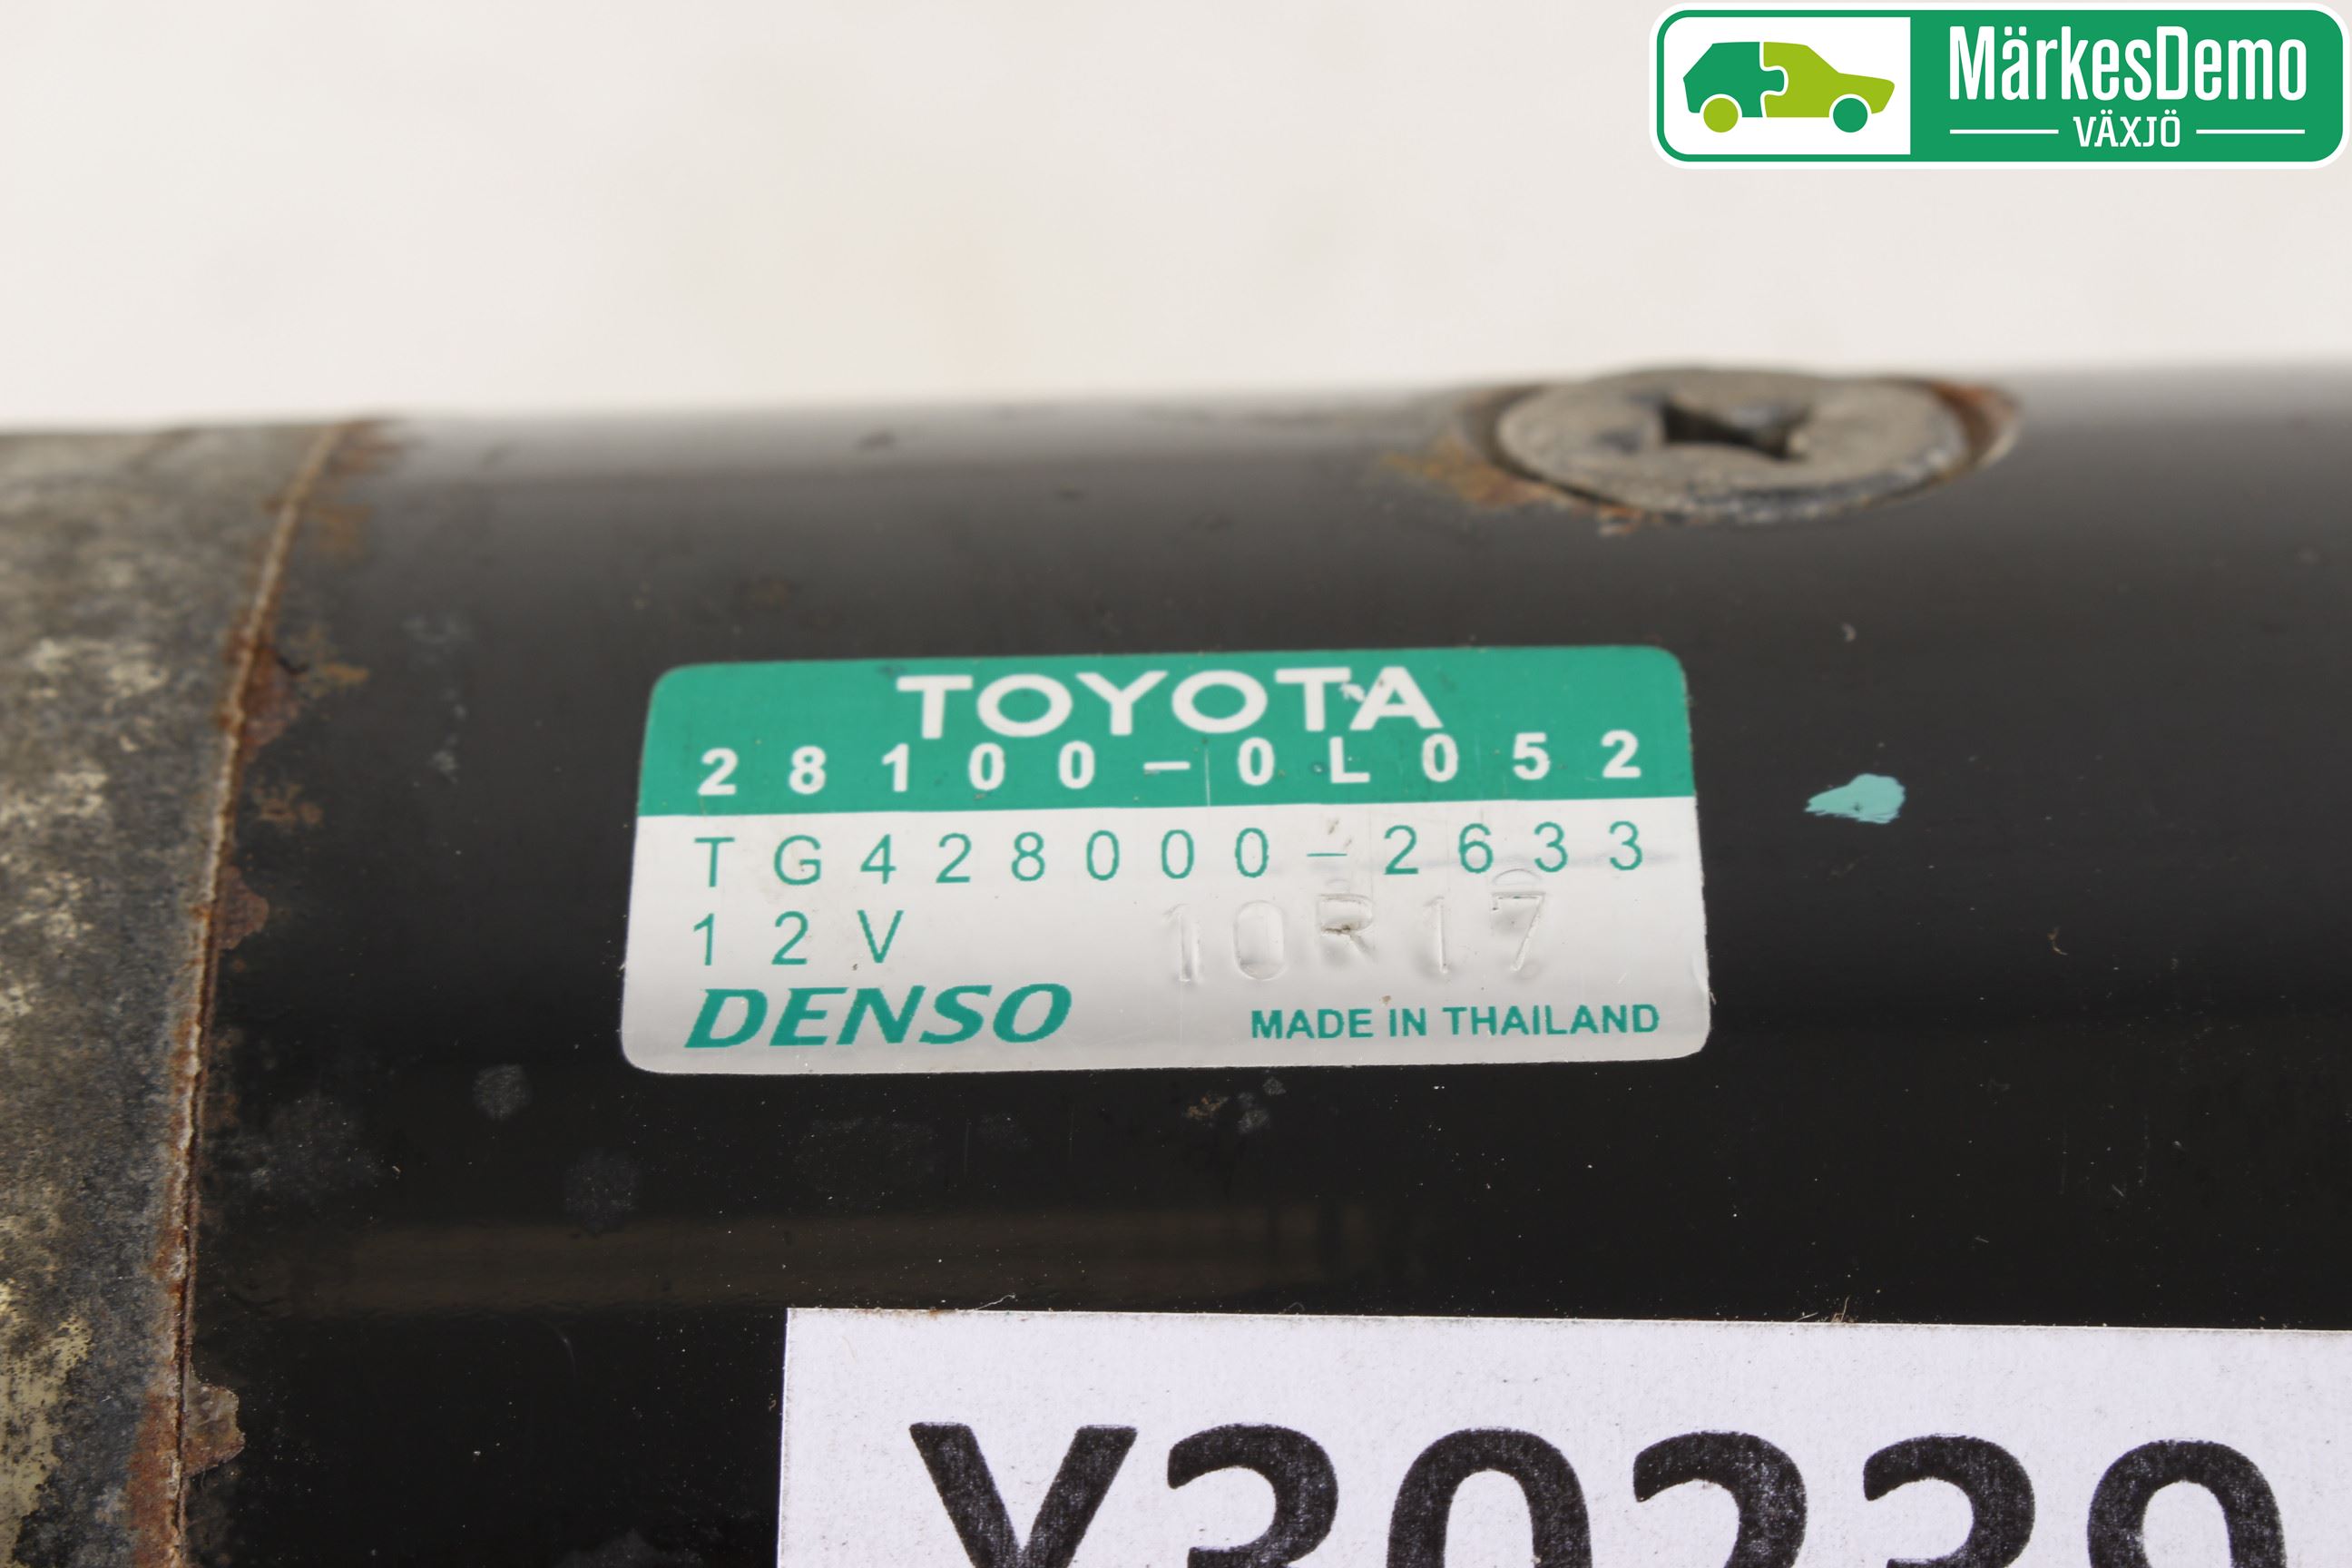 MärkesDemo
VÄXJÖ
TOYOTA
28100-0L052
TG428000-2633
12V
10R17
DENSO
MADE IN THAILAND